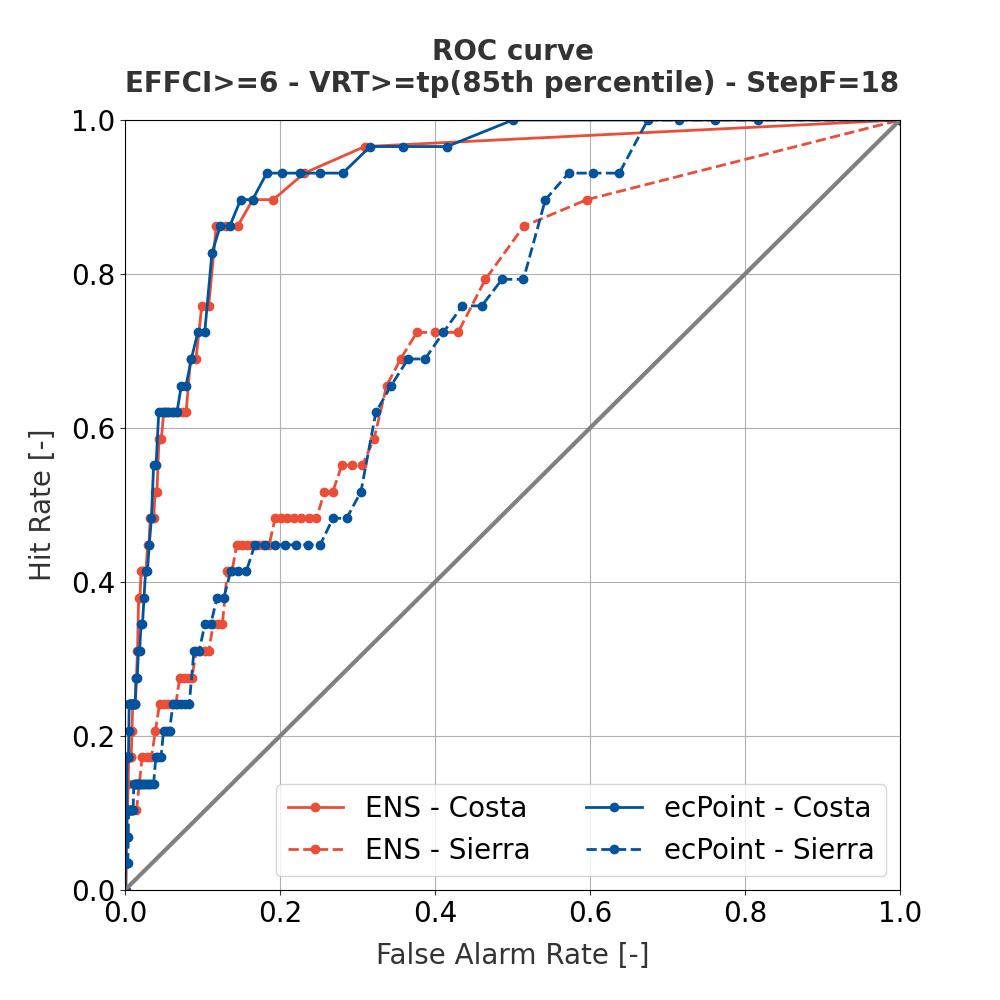 ROC curve
EFFCI>=6 - VRT>=tp(85th percentile) - StepF=18
1.0
0.8
0.6
0.4
0.2
0.0
Hit Rate [-]
ENS - Costa
ENS - Sierra
ecPoint - Costa
ecPoint - Sierra
0.0 0.2 0.4 0.6 0.8 1.0
False Alarm Rate [-]